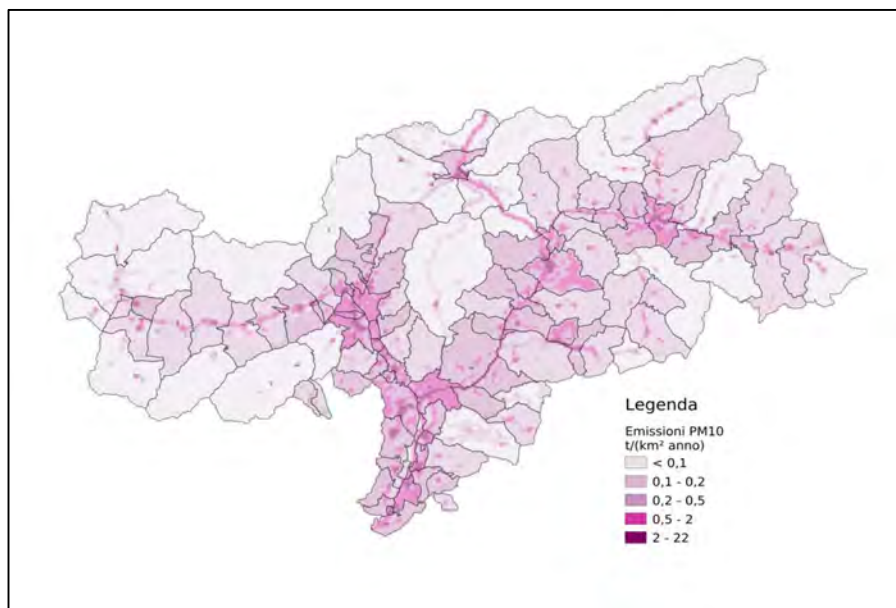 Legenda
Emissioni PM10
t/(km² anno)
< 0,1
0,1 - 0,2
0,2 - 0,5
0,5 - 2
2 - 22